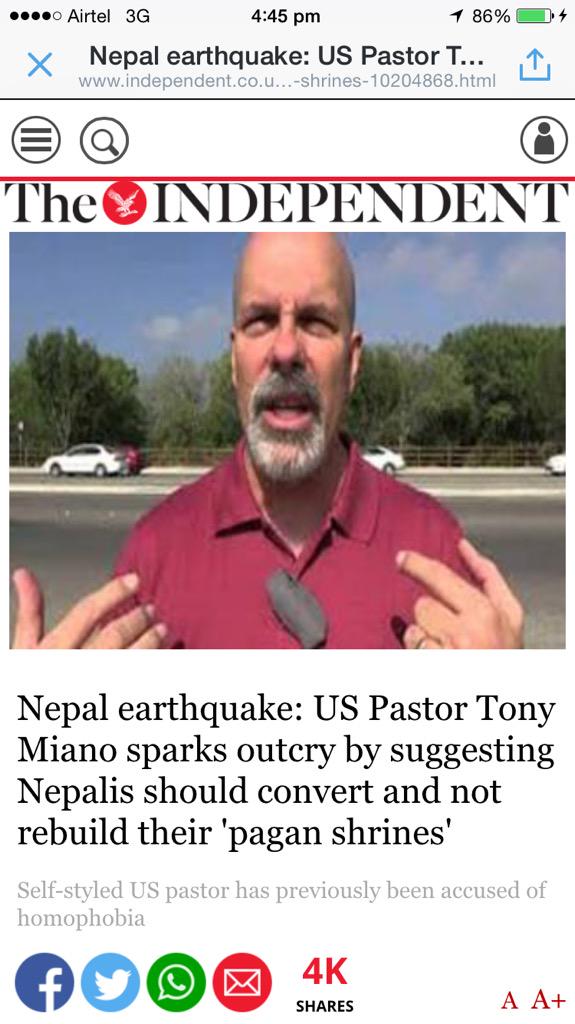 Airtel 3G 4:45 pm 86%
Nepal earthquake: US Pastor T...
www.independent.co.u...-shrines-10204868.html
The INDEPENDENT
Nepal earthquake: US Pastor Tony
Miano sparks outcry by suggesting
Nepalis should convert and not
rebuild their 'pagan shrines'
Self-styled US pastor has previously been accused of
homophobia
4K
SHARES
A A+